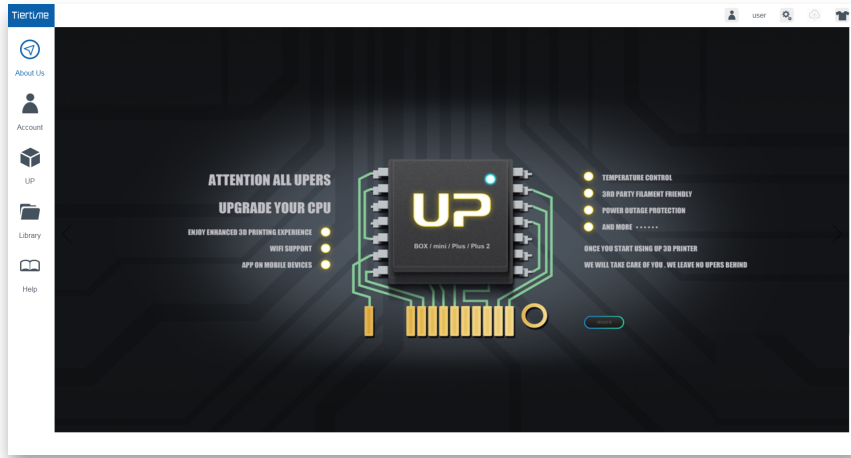 Tiertime
user
About Us
Account
UP
Library
Help
ATTENTION ALL UPERS
UPGRADE YOUR CPU
ENJOY ENHANCED 3D PRINTING EXPERIENCE
WIFI SUPPORT
APP ON MOBILE DEVICES
UP
BOX / mini / Plus / Plus 2
TEMPERATURE CONTROL
3RD PARTY FILAMENT FRIENDLY
POWER OUTAGE PROTECTION
AND MORE ······
ONCE YOU START USING UP 3D PRINTER
WE WILL TAKE CARE OF YOU . WE LEAVE NO UPERS BEHIND